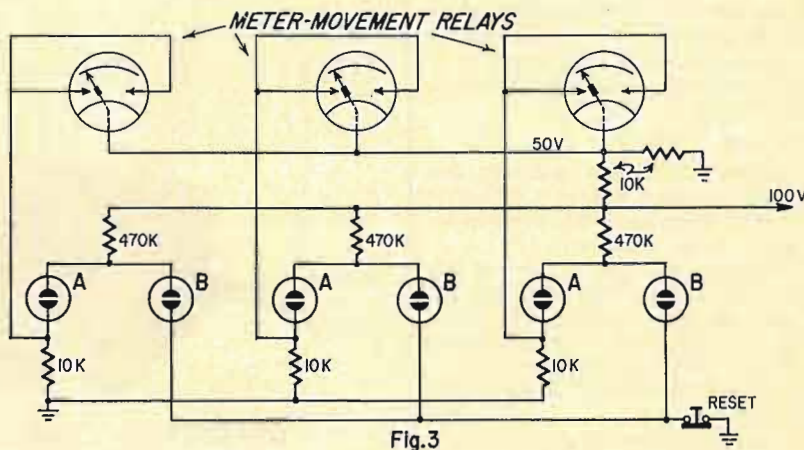 METER-MOVEMENT RELAYS
50V
10K
100V
470K
470K
470K
A
B
A
B
A
B
10K
10K
10K
RESET
Fig.3